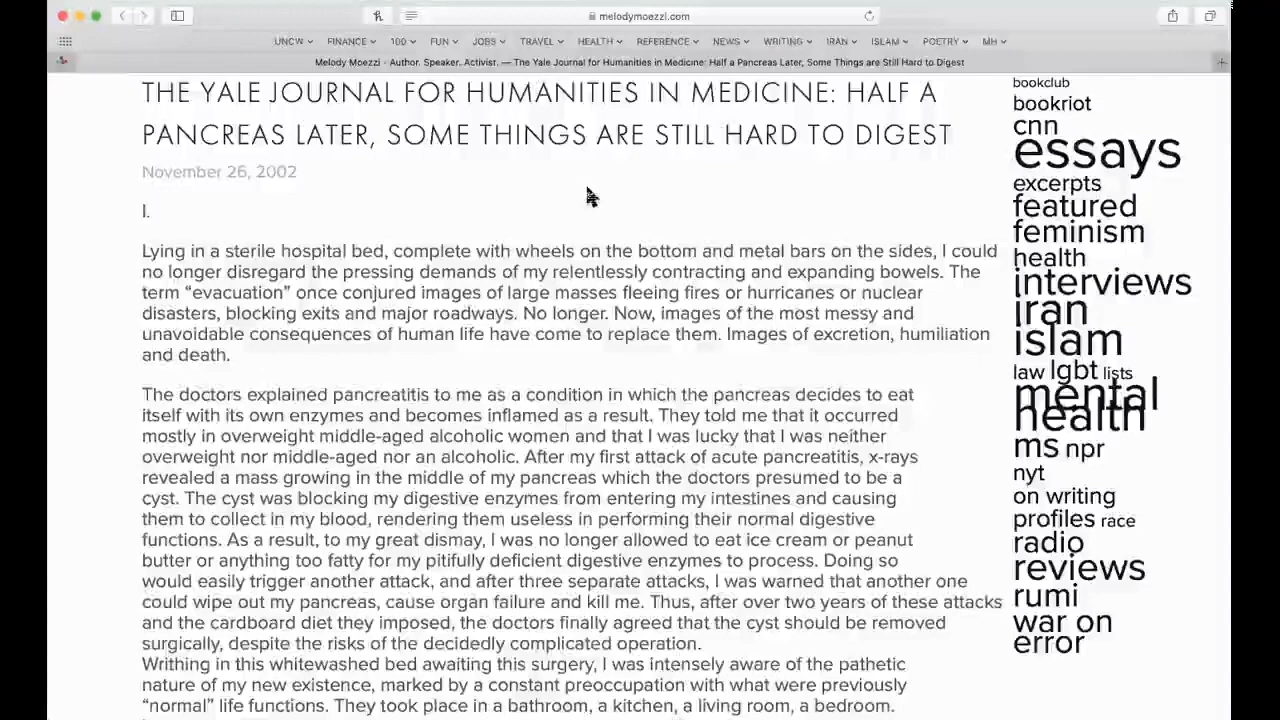 melodymoezzi.com
UNCW FINANCE 100 FUN JOBS TRAVEL HEALTH REFERENCE NEWS WRITING IRAN ISLAM POETRY MH
Melody Moezzi - Author. Speaker. Activist. — The Yale Journal for Humanities in Medicine: Half a Pancreas Later, Some Things are Still Hard to Digest
THE YALE JOURNAL FOR HUMANITIES IN MEDICINE: HALF A
PANCREAS LATER, SOME THINGS ARE STILL HARD TO DIGEST
November 26, 2002
I.
Lying in a sterile hospital bed, complete with wheels on the bottom and metal bars on the sides, I could
no longer disregard the pressing demands of my relentlessly contracting and expanding bowels. The
term “evacuation” once conjured images of large masses fleeing fires or hurricanes or nuclear
disasters, blocking exits and major roadways. No longer. Now, images of the most messy and
unavoidable consequences of human life have come to replace them. Images of excretion, humiliation
and death.
The doctors explained pancreatitis to me as a condition in which the pancreas decides to eat
itself with its own enzymes and becomes inflamed as a result. They told me that it occurred
mostly in overweight middle-aged alcoholic women and that I was lucky that I was neither
overweight nor middle-aged nor an alcoholic. After my first attack of acute pancreatitis, x-rays
revealed a mass growing in the middle of my pancreas which the doctors presumed to be a
cyst. The cyst was blocking my digestive enzymes from entering my intestines and causing
them to collect in my blood, rendering them useless in performing their normal digestive
functions. As a result, to my great dismay, I was no longer allowed to eat ice cream or peanut
butter or anything too fatty for my pitifully deficient digestive enzymes to process. Doing so
would easily trigger another attack, and after three separate attacks, I was warned that another one
could wipe out my pancreas, cause organ failure and kill me. Thus, after over two years of these attacks
and the cardboard diet they imposed, the doctors finally agreed that the cyst should be removed
surgically, despite the risks of the decidedly complicated operation.
Writhing in this whitewashed bed awaiting this surgery, I was intensely aware of the pathetic
nature of my new existence, marked by a constant preoccupation with what were previously
“normal” life functions. They took place in a bathroom, a kitchen, a living room, a bedroom.
bookclub
bookriot
cnn
essays
excerpts
featured
feminism
health
interviews
iran
islam
law lgbt lists
mental
health
ms npr
nyt
on writing
profiles race
radio
reviews
rumi
war on
error